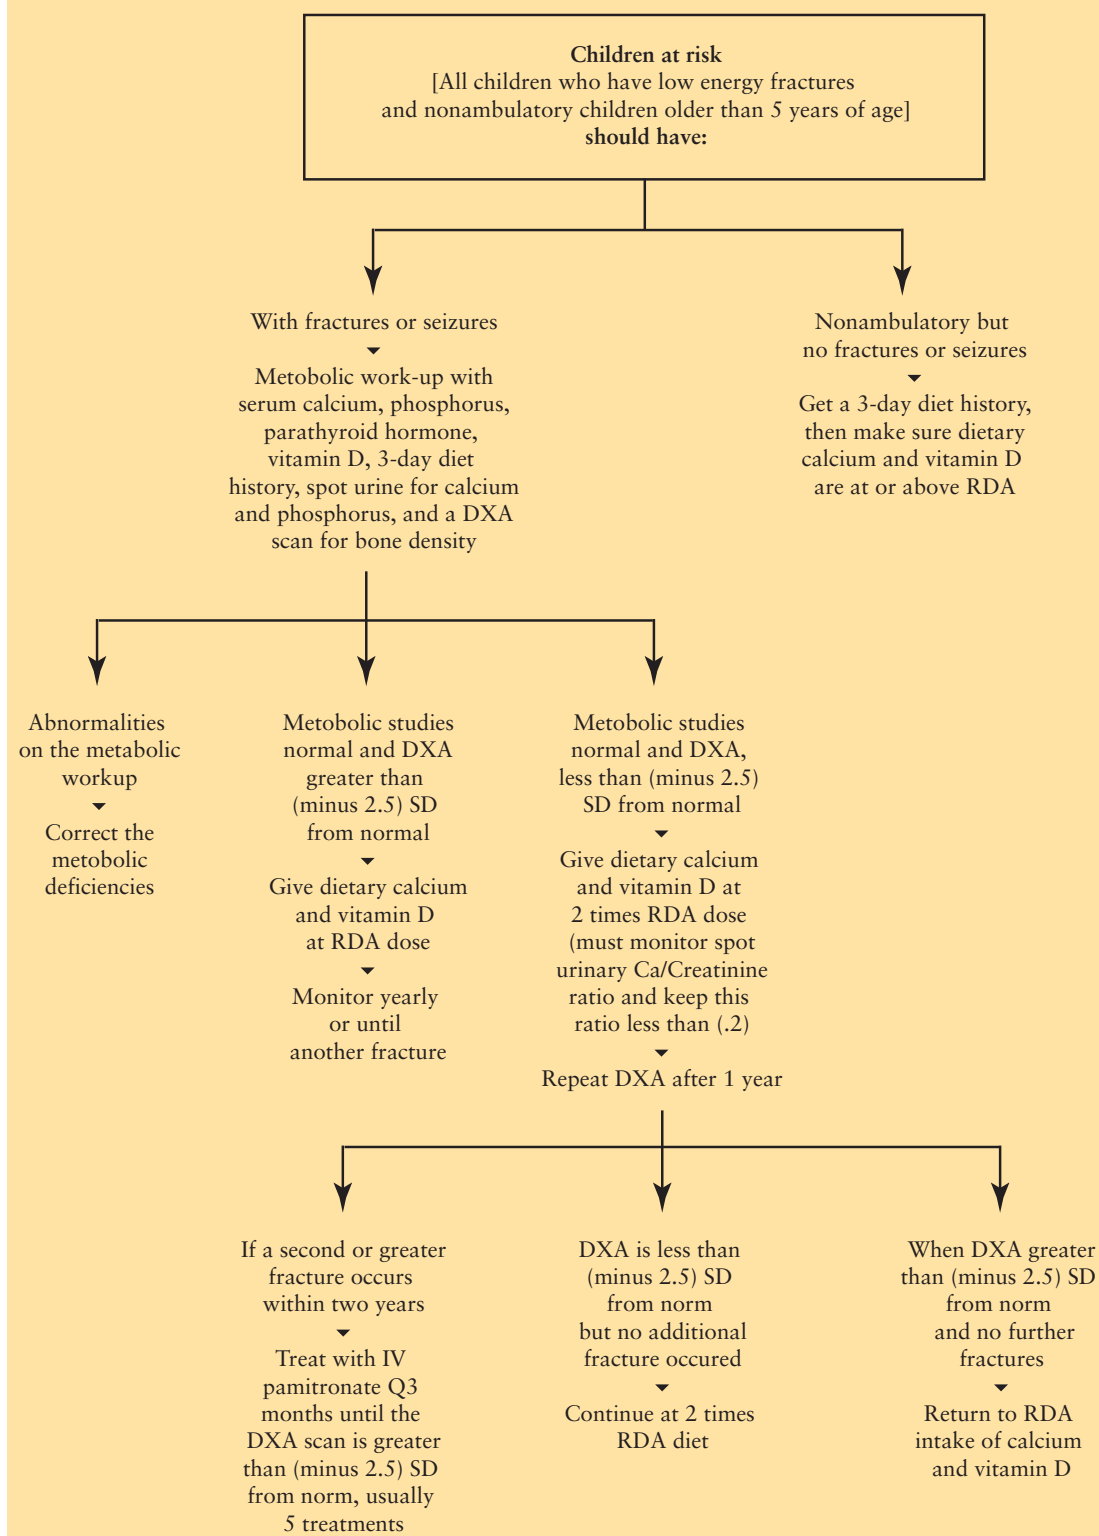 Children at risk
[All children who have low energy fractures
and nonambulatory children older than 5 years of age]
should have:
With fractures or seizures
Metobolic work-up with
serum calcium, phosphorus,
parathyroid hormone,
vitamin D, 3-day diet
history, spot urine for calcium
and phosphorus, and a DXA
scan for bone density
Nonambulatory but
no fractures or seizures
Get a 3-day diet history,
then make sure dietary
calcium and vitamin D
are at or above RDA
Abnormalities
on the metabolic
workup
Correct the
metobolic
deficiencies
Metobolic studies
normal and DXA
greater than
(minus 2.5) SD
from normal
Give dietary calcium
and vitamin D
at RDA dose
Monitor yearly
or until
another fracture
Metobolic studies
normal and DXA,
less than (minus 2.5)
SD from normal
Give dietary calcium
and vitamin D at
2 times RDA dose
(must monitor spot
urinary Ca/Creatinine
ratio and keep this
ratio less than (.2)
Repeat DXA after 1 year
If a second or greater
fracture occurs
within two years
Treat with IV
pamitronate Q3
months until the
DXA scan is greater
than (minus 2.5) SD
from norm, usually
5 treatments
DXA is less than
(minus 2.5) SD
from norm
but no additional
fracture occured
Continue at 2 times
RDA diet
When DXA greater
than (minus 2.5) SD
from norm
and no further
fractures
Return to RDA
intake of calcium
and vitamin D